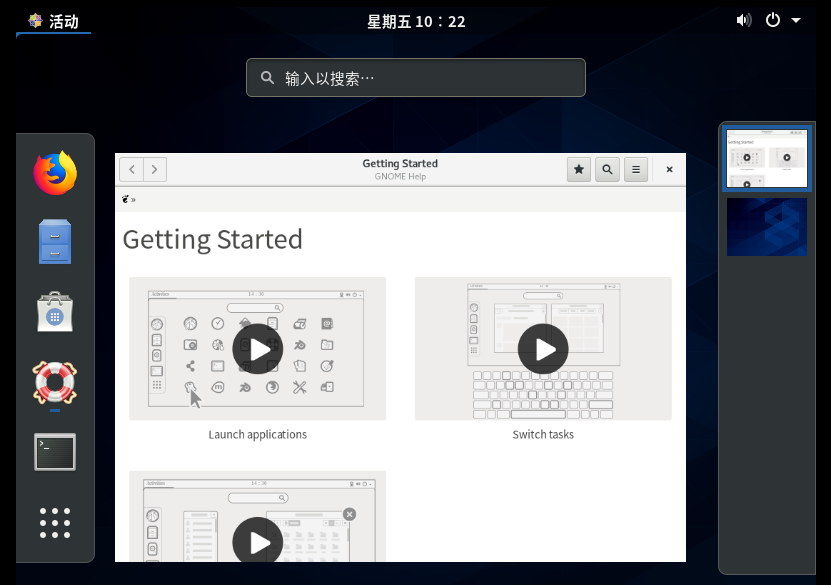 活动
星期五 10：22
输入以搜索…
Getting Started
GNOME Help
»
Getting Started
Launch applications
Switch tasks